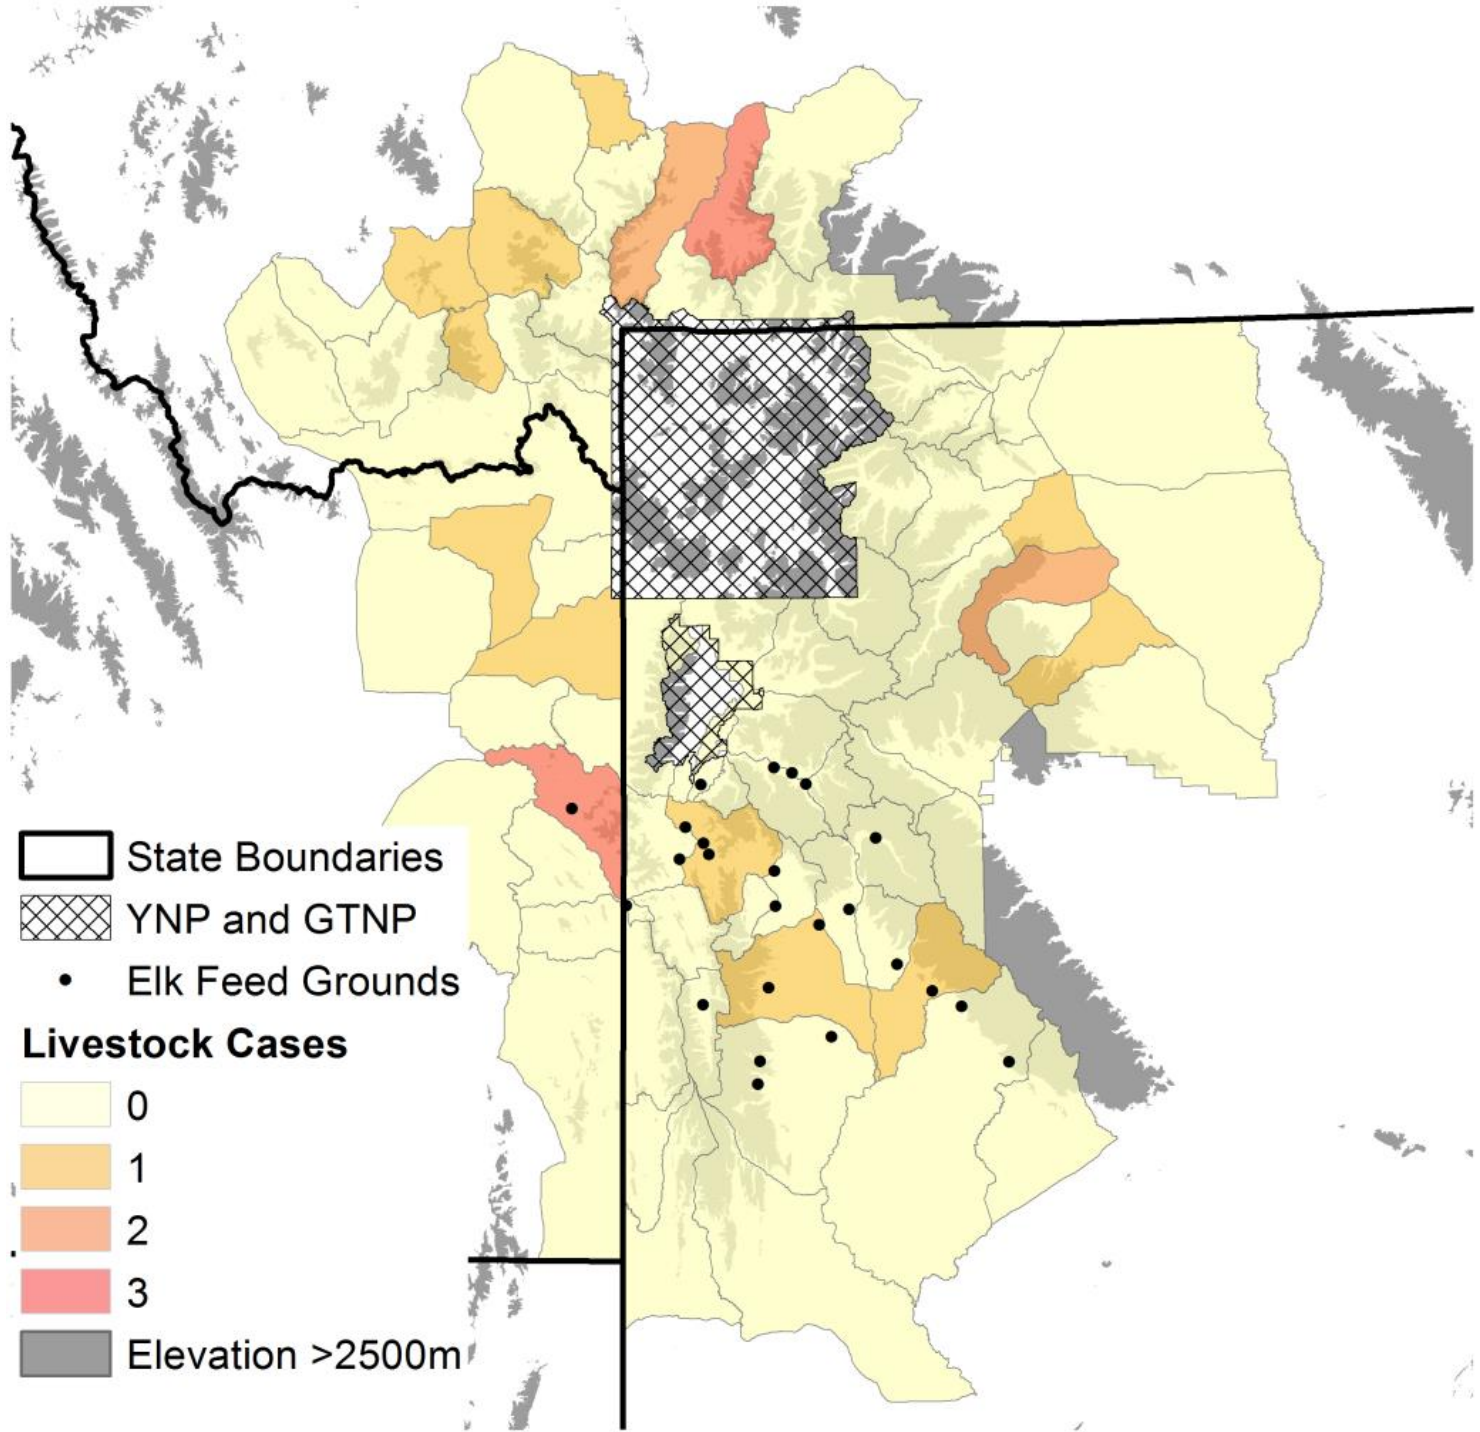 State Boundaries
YNP and GTNP
Elk Feed Grounds
Livestock Cases
0
1
2
3
Elevation >2500m